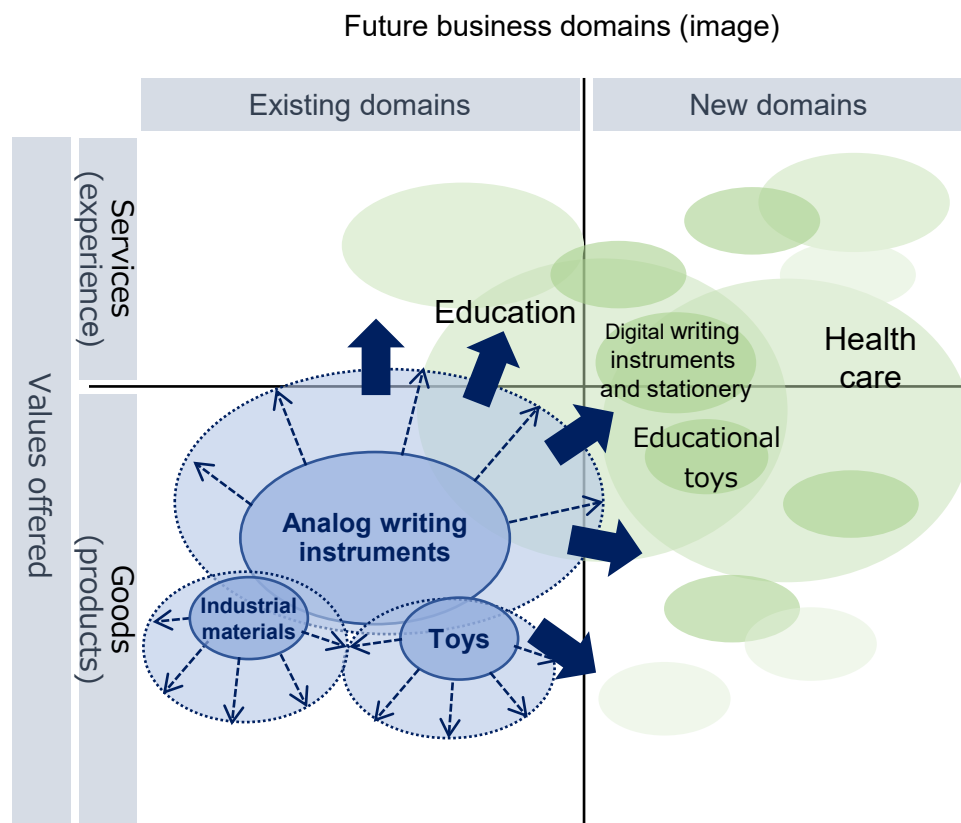 Future business domains (image)
Existing domains
New domains
Values offered
Services
(experience)
Goods
(products)
Education
Digital writing
instruments
and stationery
Health
care
Educational
toys
Analog writing
instruments
Industrial
materials
Toys